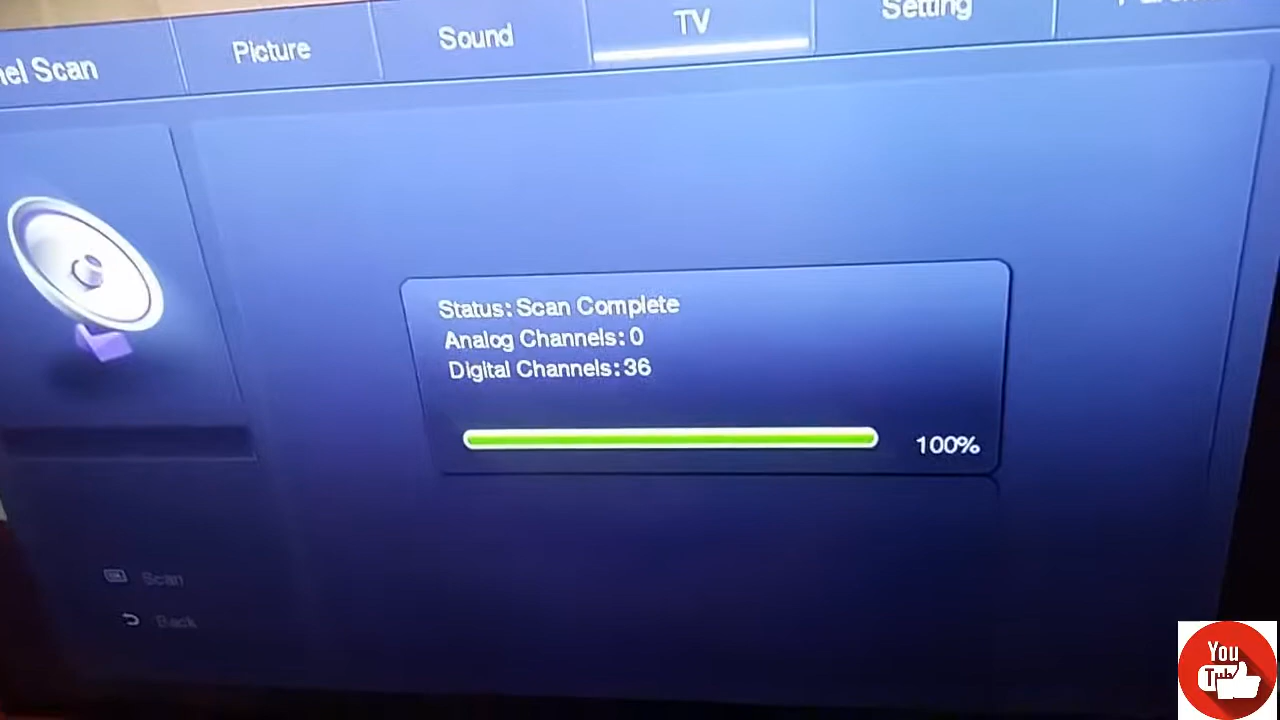 nel Scan
Picture
Sound
TV
Setting
Status: Scan Complete
Analog Channels: 0
Digital Channels: 36
100%
Scan
Back
You
Tube